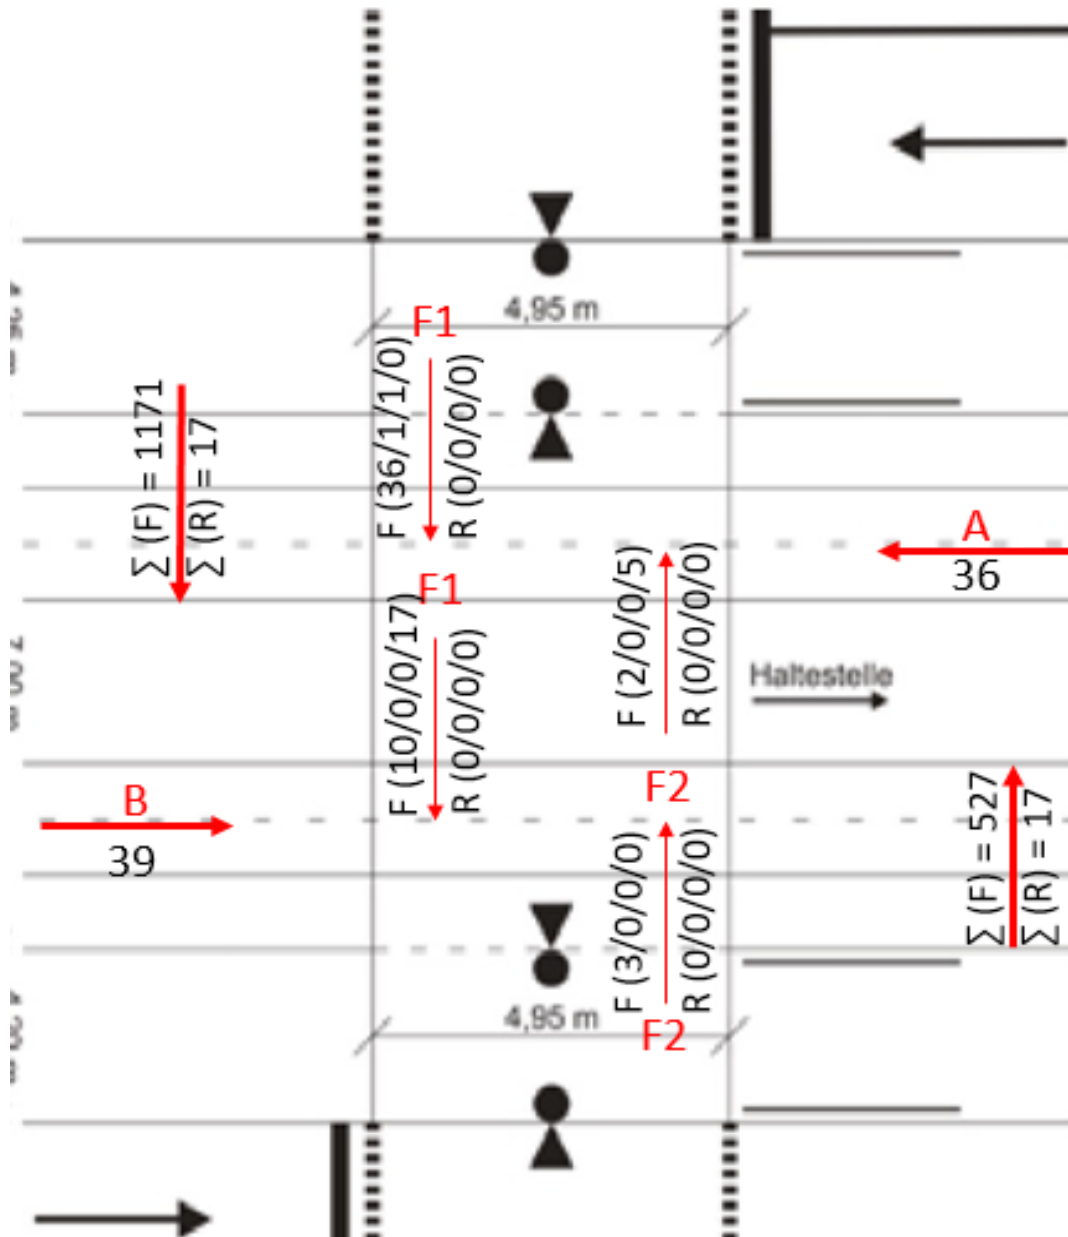 4,95 m
F1
F (36/1/1/0)
R (0/0/0/0)
∑ (F) = 1171
∑ (R) = 17
A
36
F1
F (10/0/0/17)
R (0/0/0/0)
F (2/0/0/5)
R (0/0/0/0)
Haltestelle
B
39
F2
F (3/0/0/0)
R (0/0/0/0)
∑ (F) = 527
∑ (R) = 17
4,95 m
F2